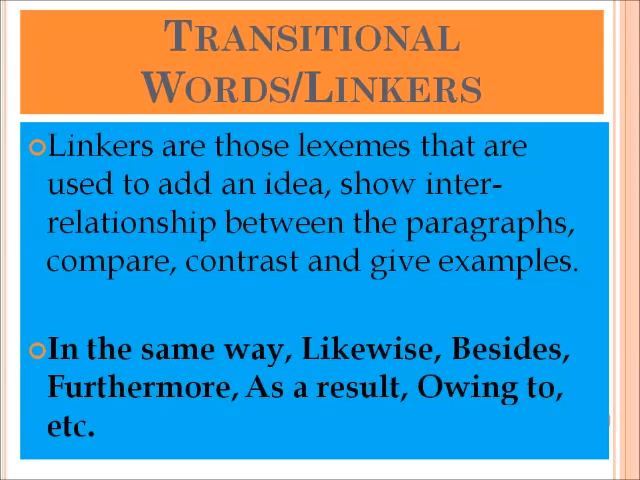 TRANSITIONAL
WORDS/LINKERS
Linkers are those lexemes that are
used to add an idea, show inter-
relationship between the paragraphs,
compare, contrast and give examples.
In the same way, Likewise, Besides,
Furthermore, As a result, Owing to,
etc.